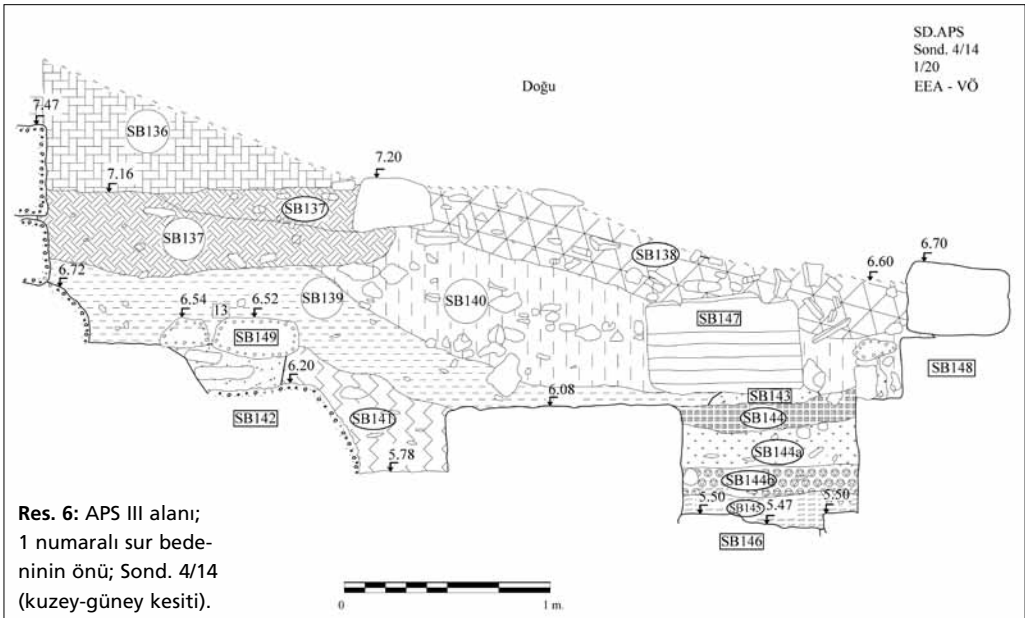 SD.APS
Sond. 4/14
1/20
EEA - VÖ
Doğu
7.47
SB136
7.16
7.20
SB137
SB137
SB138
6.72
6.70
6.60
6.54
13
6.52
SB139
SB140
SB147
SB149
SB148
6.20
6.08
SB143
SB142
SB141
SB144
SB144a
5.78
SB144b
5.50
SB145
5.47
5.50
SB146
Res. 6: APS III alanı;
1 numaralı sur bede-
ninin önü; Sond. 4/14
(kuzey-güney kesiti).
0
1 m.